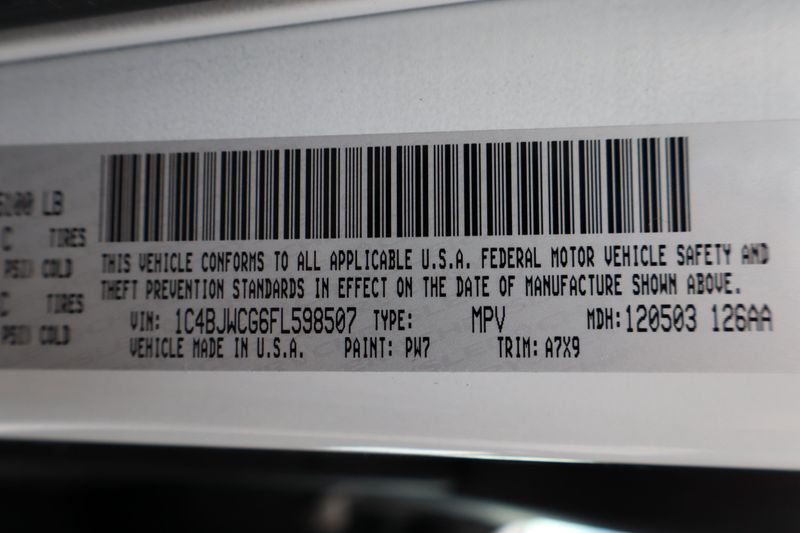 100 LB
C TIRES
PSI) COLD
C TIRES
PSI) COLD
THIS VEHICLE CONFORMS TO ALL APPLICABLE U.S.A. FEDERAL MOTOR VEHICLE SAFETY AND
THEFT PREVENTION STANDARDS IN EFFECT ON THE DATE OF MANUFACTURE SHOWN ABOVE.
VIN: 1C4BJWCG6FL598507 TYPE: MPV MDH: 120503 126AA
VEHICLE MADE IN U.S.A. PAINT: PW7 TRIM: A7X9